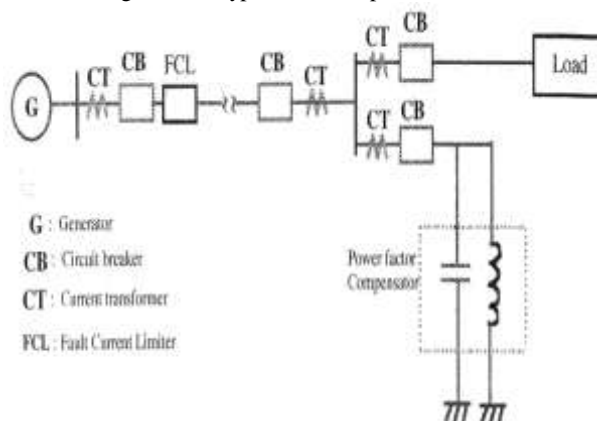 CT
CB
Load
CT
CB
FCL
CB
CT
G
CT
CB
G : Generator
CB : Circuit breaker
CT : Current transformer
FCL : Fault Current Limiter
Power factor
Compensator